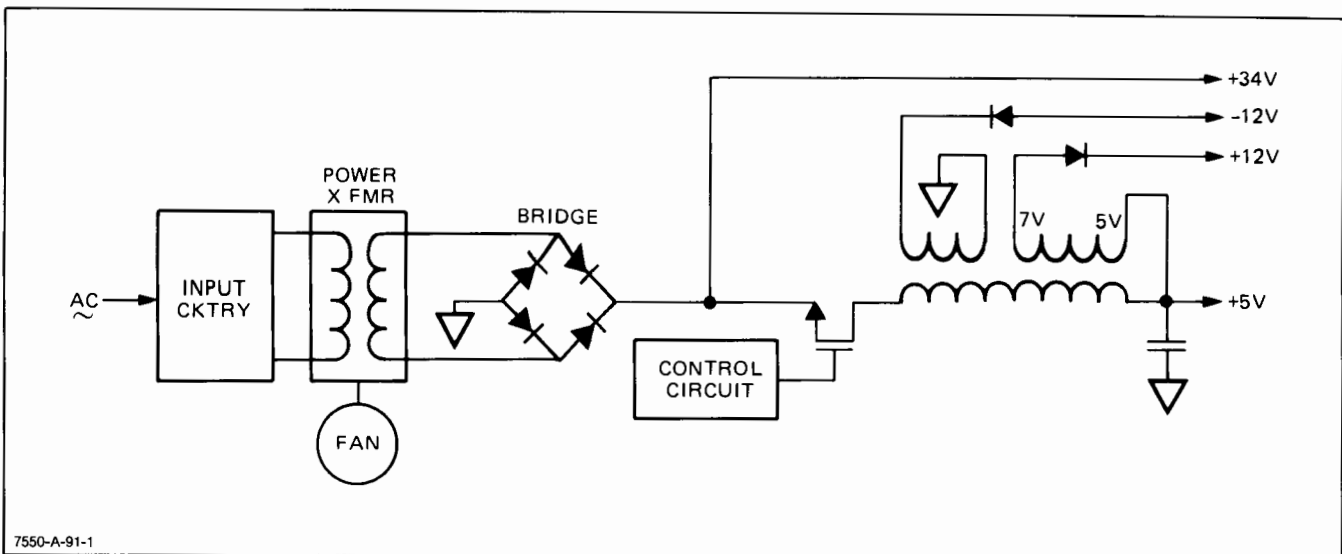 +34V
-12V
+12V
POWER
X FMR
BRIDGE
7V 5V
AC
INPUT
CKTRY
+5V
CONTROL
CIRCUIT
FAN
7550-A-91-1